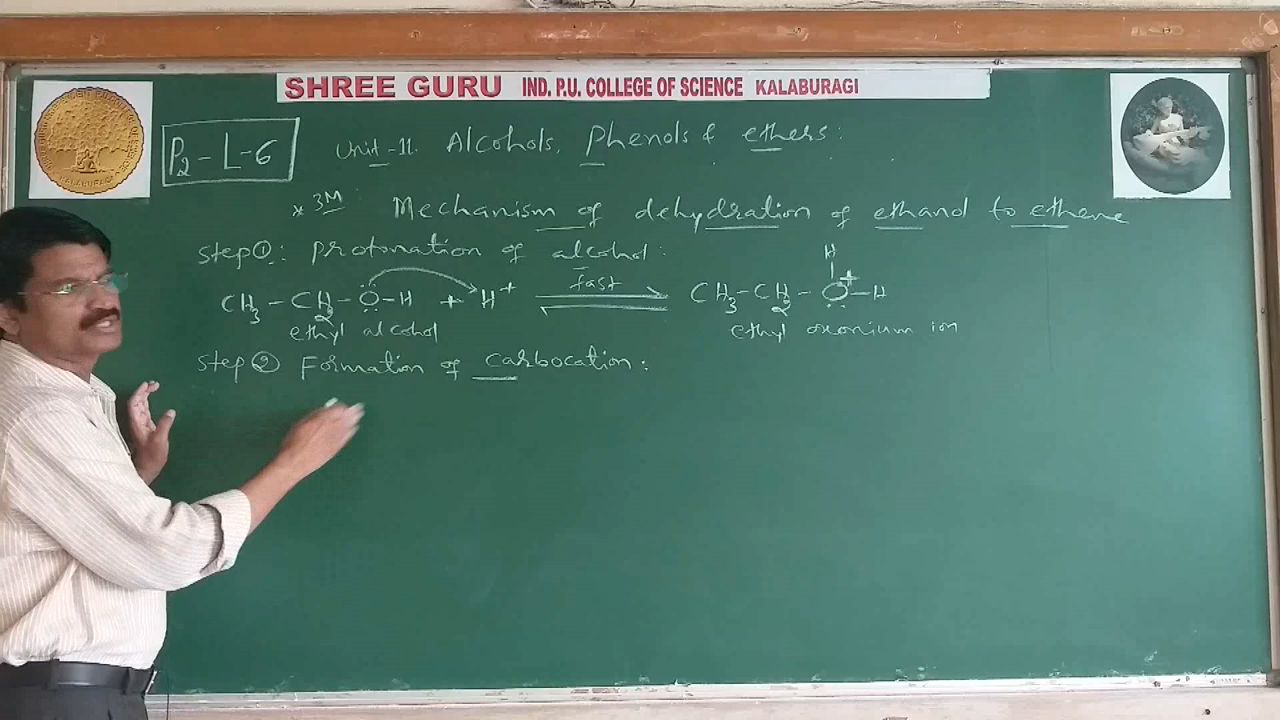 SHREE GURU IND. P.U. COLLEGE OF SCIENCE KALABURAGI
P2-L-6
Unit-11. Alcohols, Phenols & ethers:
* 3M Mechanism of dehydration of ethanol to ethene
step①: protonation of alcohol:
CH3-CH2-O-H + H+ fast CH3-CH2-O+-H
H
ethyl alcohol ethyl oxonium ion
step② Formation of carbocation: